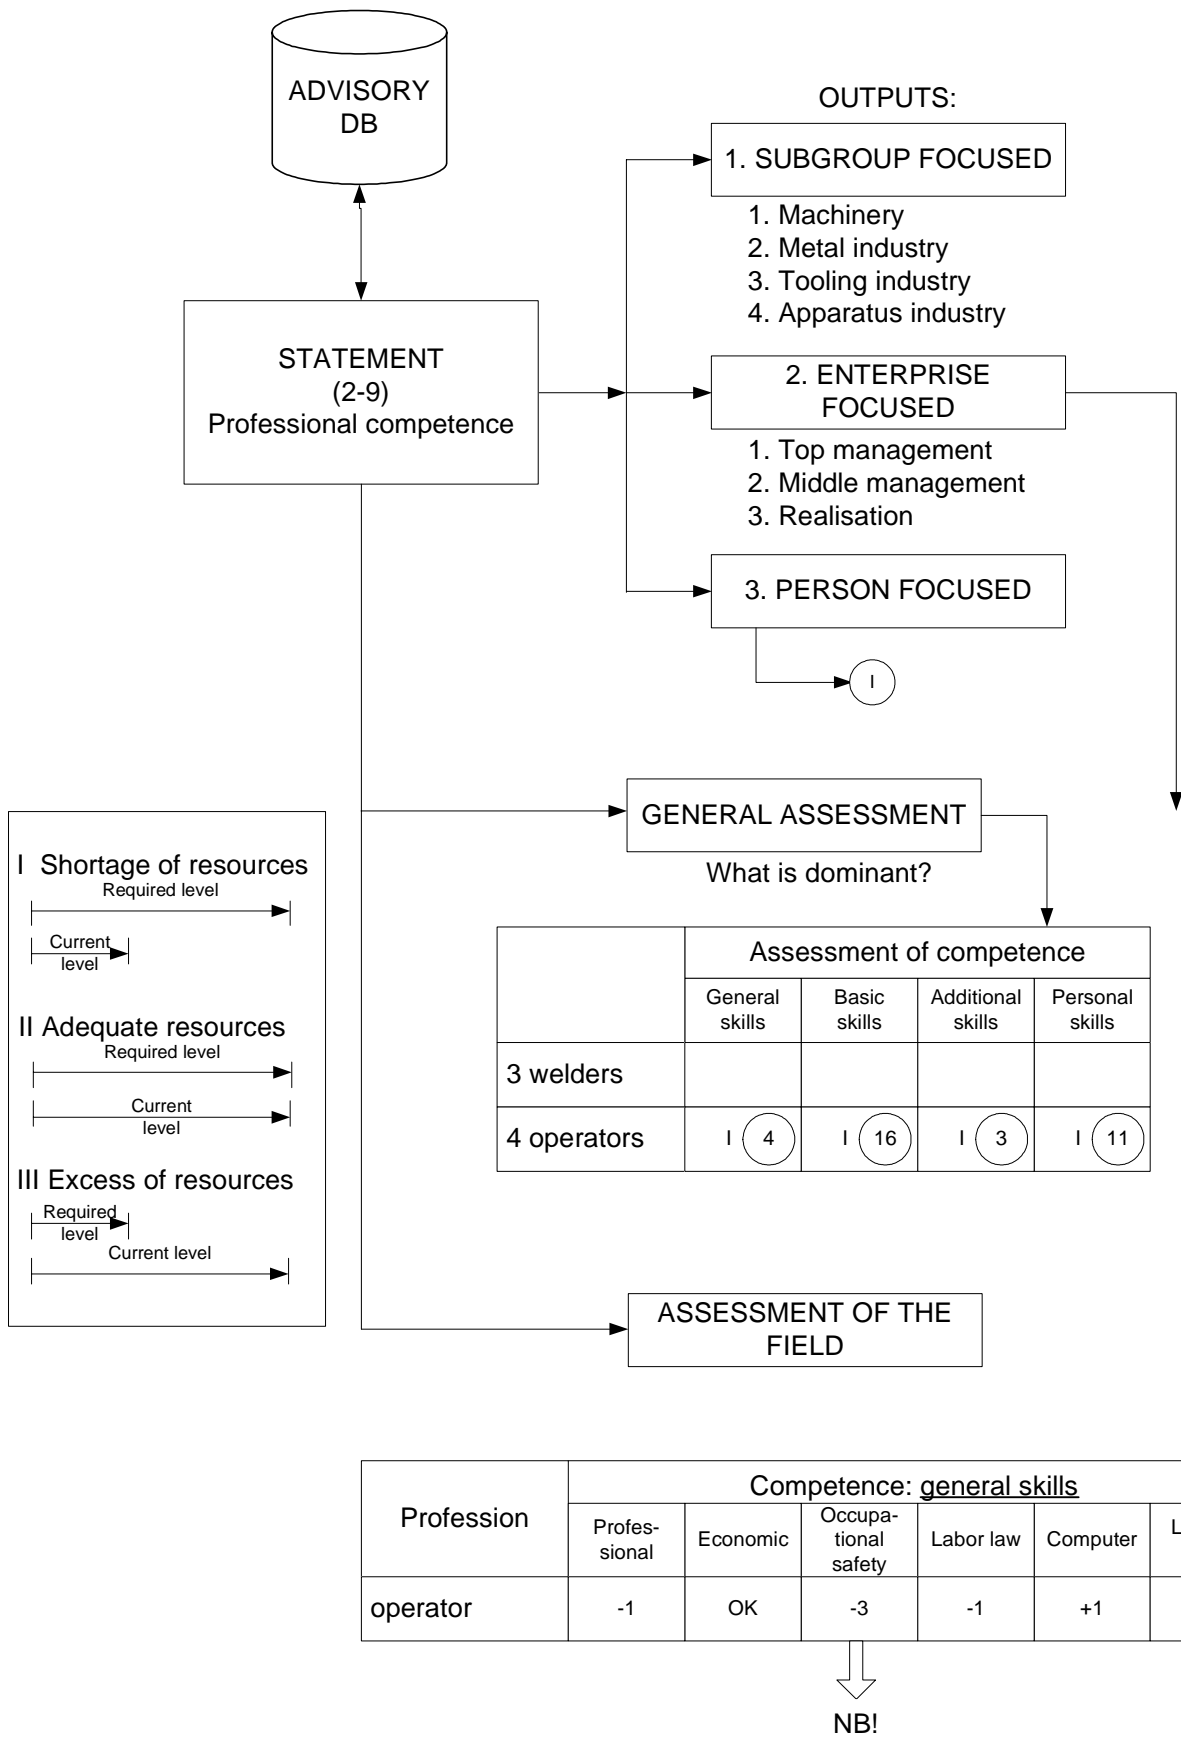 ADVISORY
DB
OUTPUTS:
1. SUBGROUP FOCUSED
1. Machinery
2. Metal industry
3. Tooling industry
4. Apparatus industry
STATEMENT
(2-9)
Professional competence
2. ENTERPRISE
FOCUSED
1. Top management
2. Middle management
3. Realisation
3. PERSON FOCUSED
I
GENERAL ASSESSMENT
What is dominant?
I Shortage of resources
Required level
Current
level
II Adequate resources
Required level
Current
level
III Excess of resources
Required
level
Current level
Assessment of competence
General
skills
Basic
skills
Additional
skills
Personal
skills
3 welders
4 operators
I 4
I 16
I 3
I 11
ASSESSMENT OF THE
FIELD
Profession
Competence: general skills
Profes-
sional
Economic
Occupa-
tional
safety
Labor law
Computer
L
operator
-1
OK
-3
-1
+1
NB!